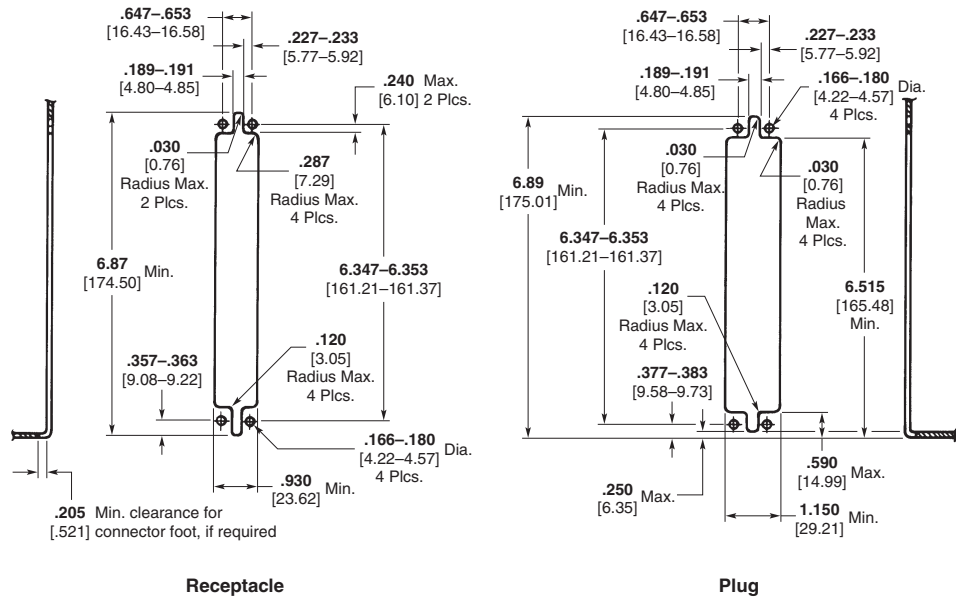 .647–.653
[16.43–16.58]
.227–.233
[5.77–5.92]
.189–.191
[4.80–4.85]
.240 Max.
[6.10] 2 Plcs.
.030
[0.76]
Radius Max.
2 Plcs.
.287
[7.29]
Radius Max.
4 Plcs.
6.87
[174.50] Min.
6.347–6.353
[161.21–161.37]
.120
[3.05]
Radius Max.
4 Plcs.
.357–.363
[9.08–9.22]
.166–.180 Dia.
[4.22–4.57]
4 Plcs.
.930
[23.62] Min.
.205 Min. clearance for
[.521] connector foot, if required
Receptacle
.647–.653
[16.43–16.58]
.227–.233
[5.77–5.92]
.189–.191
[4.80–4.85]
.166–.180 Dia.
[4.22–4.57]
4 Plcs.
.030
[0.76]
Radius Max.
4 Plcs.
.030
[0.76]
Radius
Max.
4 Plcs.
6.89
[175.01] Min.
6.347–6.353
[161.21–161.37]
.120
[3.05]
Radius Max.
4 Plcs.
6.515
[165.48]
Min.
.377–.383
[9.58–9.73]
.590
[14.99] Max.
.250
[6.35] Max.
1.150
[29.21] Min.
Plug